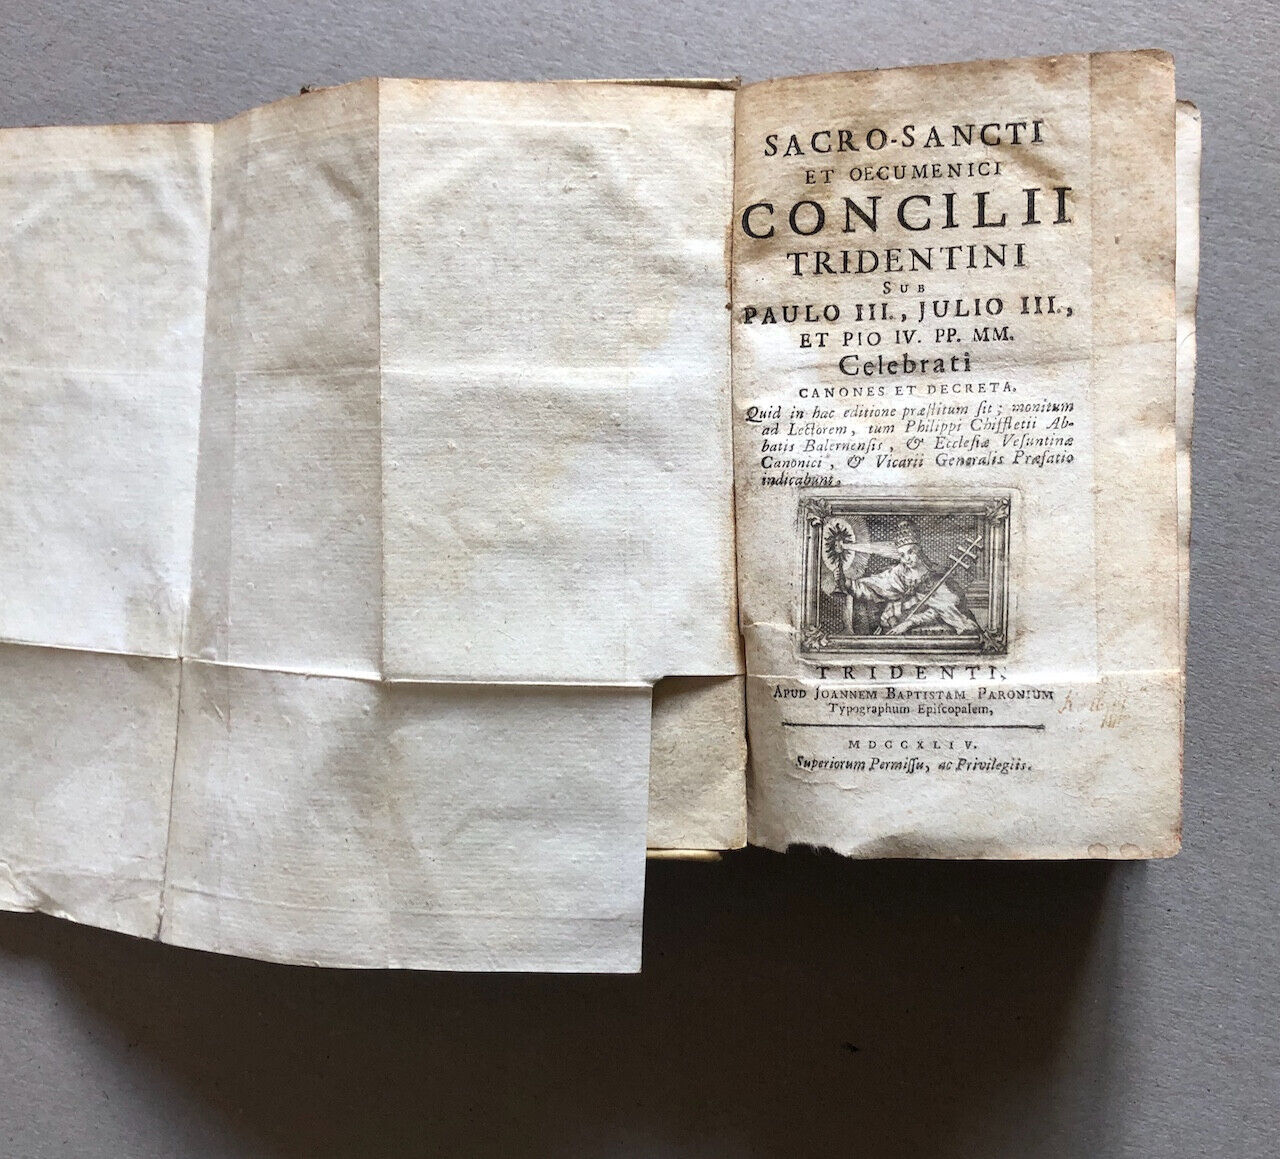 SACRO-SANCTI
ET OECUMENICI
CONCILII
TRIDENTINI
SUB
PAULO III., JULIO III.,
ET PIO IV. PP. MM.
Celebrati
CANONES ET DECRETA.
Quid in hac editione præſtitum ſit; monitum
ad Lectorem, tum Philippi Chiffletii Ab-
batis Balernenſis, & Eccleſiæ Veſuntinæ
Canonici, & Vicarii Generalis Præfatio
indicabunt.
TRIDENTI,
APUD JOANNEM BAPTISTAM PARONIUM
Typographum Epiſcopalem,
MDCCXLIV.
Superiorum Permiſſu, ac Privilegiis.